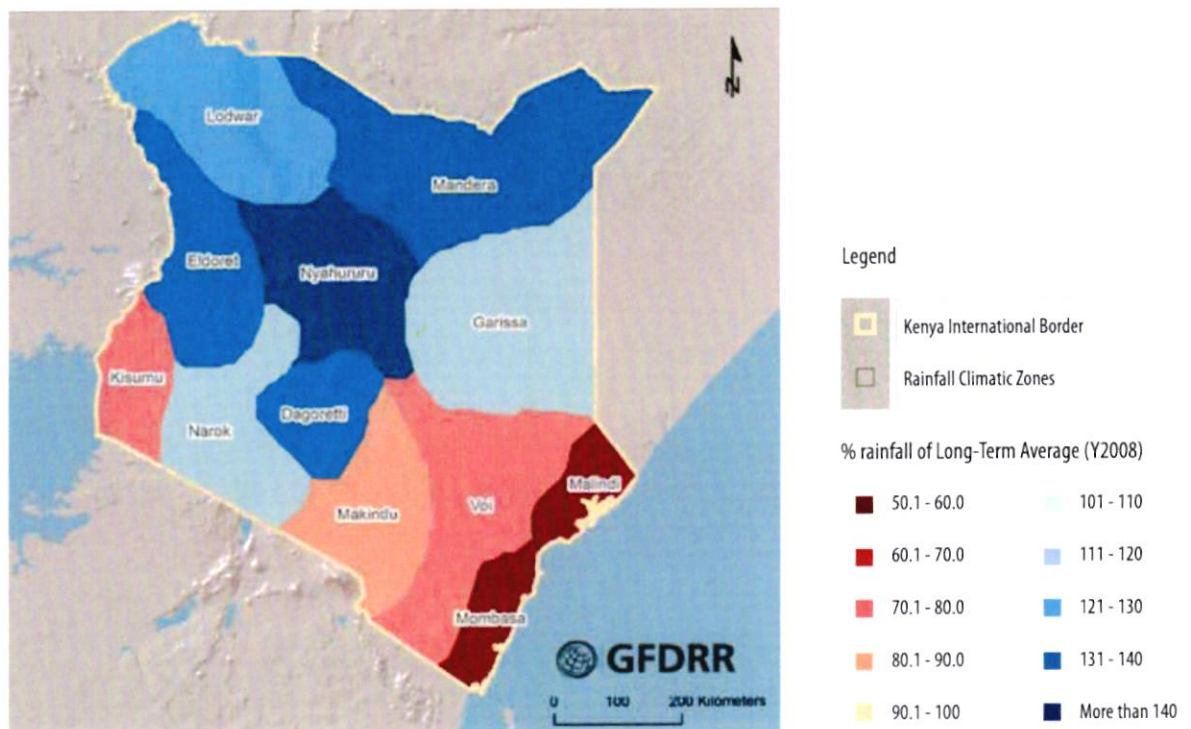 Lodwar
Mandera
Eldoret
Nyahururu
Garissa
Kisumu
Dagoretti
Narok
Malindi
Voi
Makindu
Mombasa
GFDRR
0 100 200 Kilometers
N
Legend
Kenya International Border
Rainfall Climatic Zones
% rainfall of Long-Term Average (Y2008)
50.1 - 60.0
60.1 - 70.0
70.1 - 80.0
80.1 - 90.0
90.1 - 100
101 - 110
111 - 120
121 - 130
131 - 140
More than 140